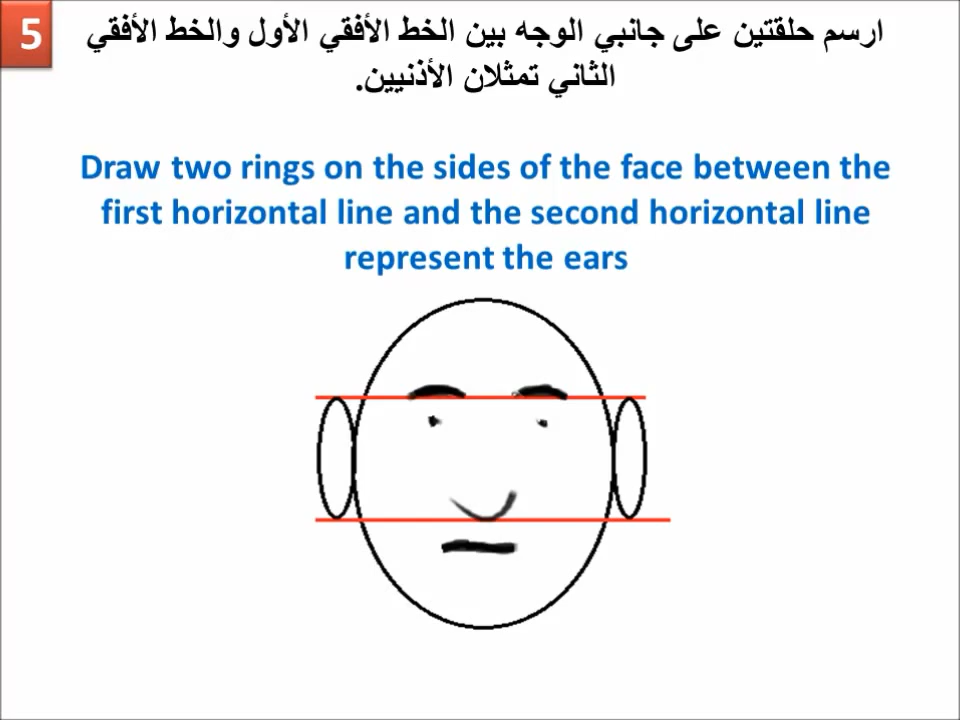 5
ارسم حلقتين على جانبي الوجه بين الخط الأفقي الأول والخط الأفقي
الثاني تمثلان الأذنيين.
Draw two rings on the sides of the face between the
first horizontal line and the second horizontal line
represent the ears